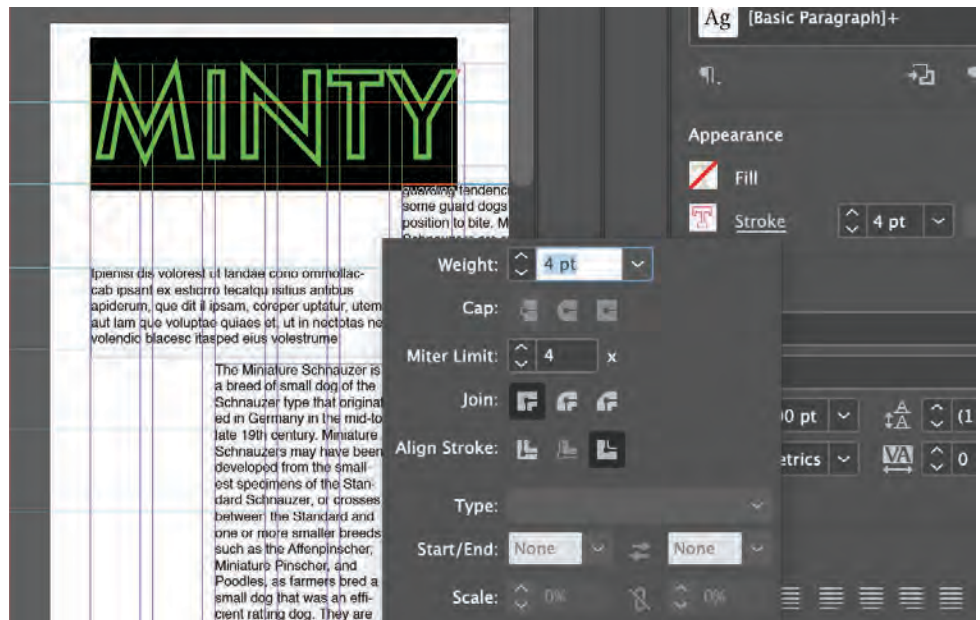 MINTY
guarding tendenc
some guard dogs
position to bite. M
Ipienisi dis volorest ut landae corio ommollac-
cab ipsant ex estiorro tecatqu isitius antibus
apiderum, que dit il ipsam, coreper uptatur, utem
aut lam que voluptae quiaes et, ut in nectotas ne
volendic blacesc itasped eius volestrume
The Miniature Schnauzer is
a breed of small dog of the
Schnauzer type that originat
ed in Germany in the mid-to
late 19th century. Miniature
Schnauzers may have been
developed from the small-
est specimens of the Stan-
dard Schnauzer, or crosses
between the Standard and
one or more smaller breeds
such as the Affenpinscher,
Miniature Pinscher, and
Poodles, as farmers bred a
small dog that was an effi-
cient ratting dog. They are
Ag [Basic Paragraph]+
Appearance
Fill
Stroke 4 pt
Weight: 4 pt
Cap:
Miter Limit: 4 x
Join:
Align Stroke:
Type:
Start/End: None None
Scale: 0% 0%
0 pt (1
etrics VA 0